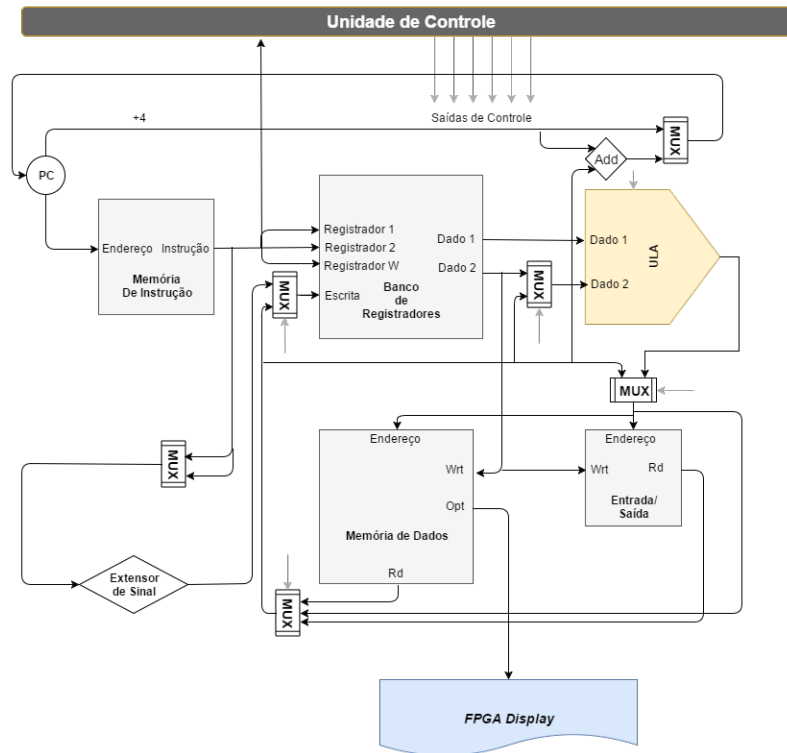 Unidade de Controle
+4
Saídas de Controle
MUX
PC
Add
Endereço Instrução
Memória
De Instrução
Registrador 1
Registrador 2
Registrador W
Escrita
Dado 1
Dado 2
Banco
de
Registradores
MUX
MUX
Dado 1
Dado 2
ULA
MUX
MUX
Endereço
Wrt
Opt
Memória de Dados
Rd
Endereço
Wrt
Rd
Entrada/
Saída
Extensor
de Sinal
MUX
FPGA Display